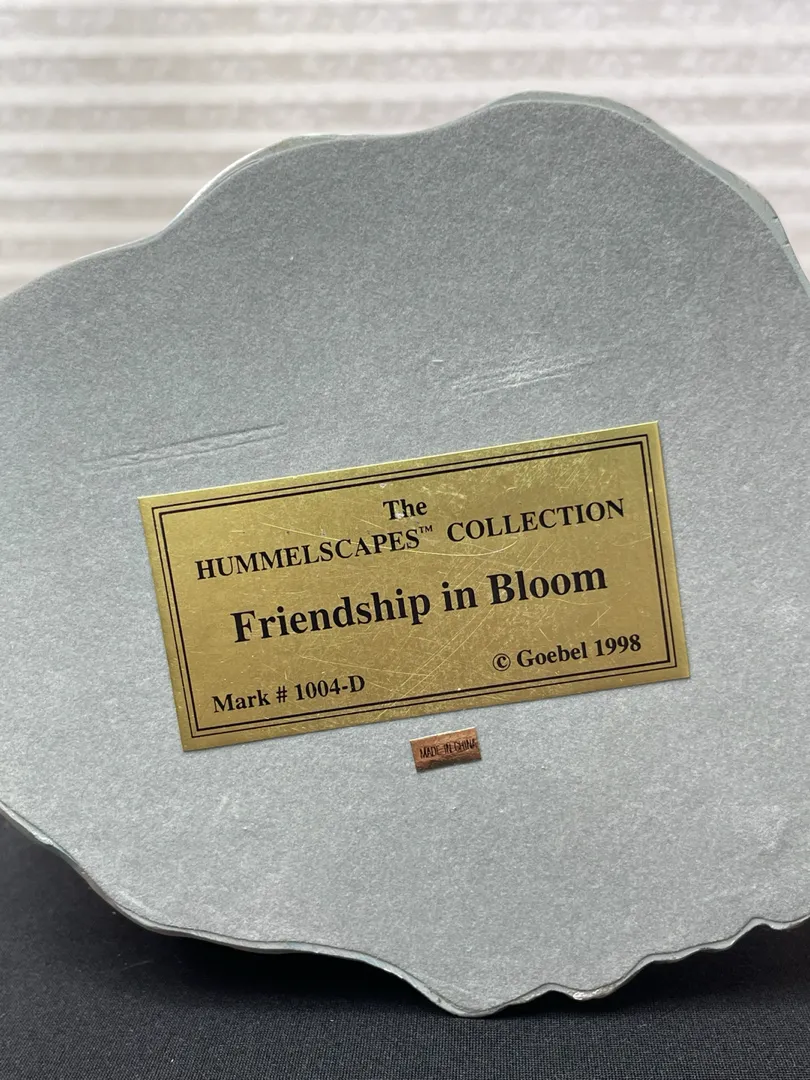 The
HUMMELSCAPES™ COLLECTION
Friendship in Bloom
© Goebel 1998
Mark # 1004-D
MADE IN CHINA